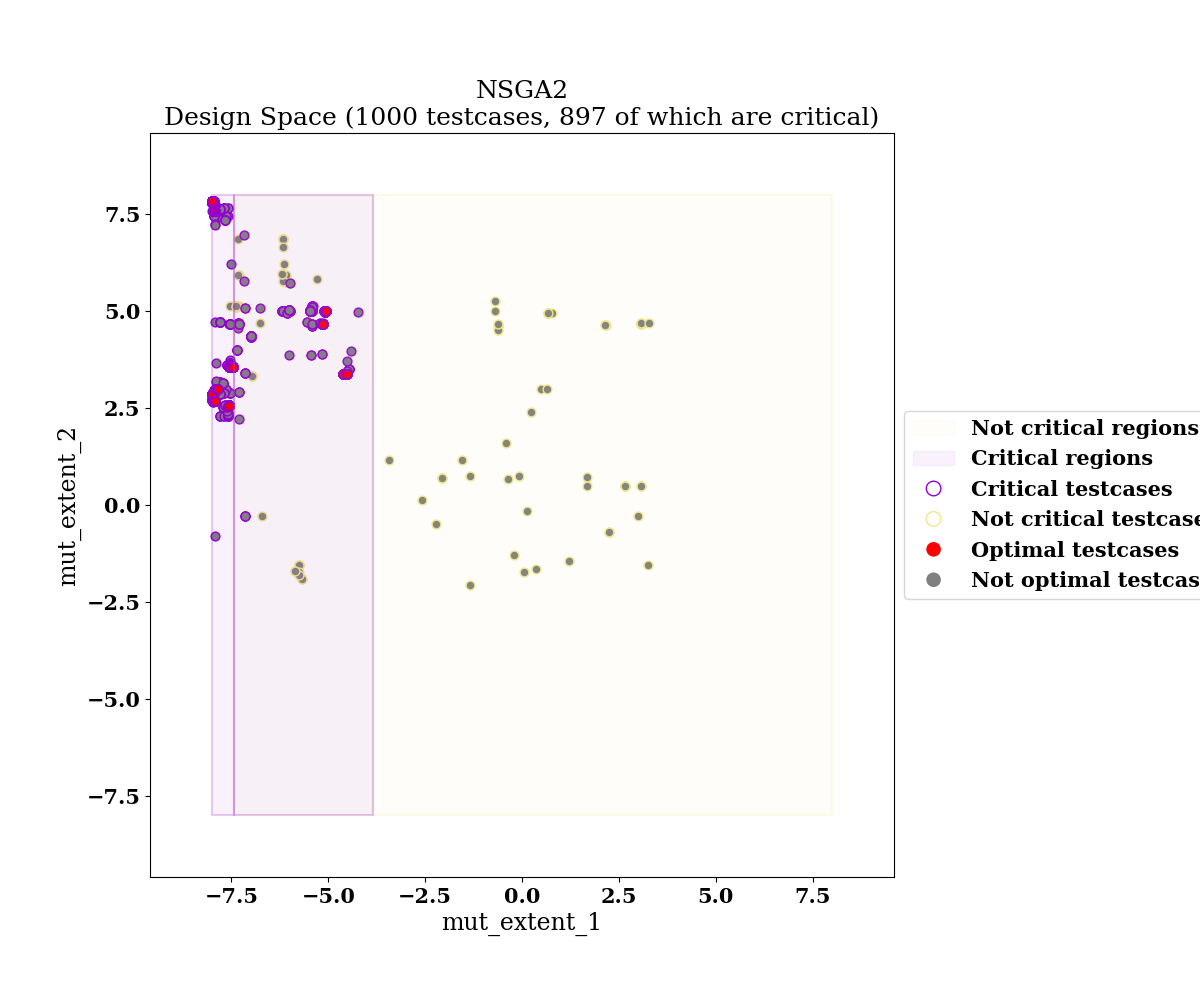 NSGA2
Design Space (1000 testcases, 897 of which are critical)
mut_extent_2
7.5
5.0
2.5
0.0
−2.5
−5.0
−7.5
−7.5
−5.0
−2.5
0.0
2.5
5.0
7.5
mut_extent_1
Not critical regions
Critical regions
Critical testcases
Not critical testcase
Optimal testcases
Not optimal testcas